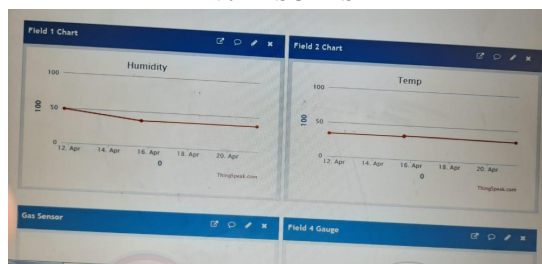 Field 1 Chart
Humidity
100
50
0
100
12. Apr 14. Apr 16. Apr 18. Apr 20. Apr
0
ThingSpeak.com
Field 2 Chart
Temp
100
50
0
100
12. Apr 14. Apr 16. Apr 18. Apr 20. Apr
0
ThingSpeak.com
Gas Sensor
Field 4 Gauge